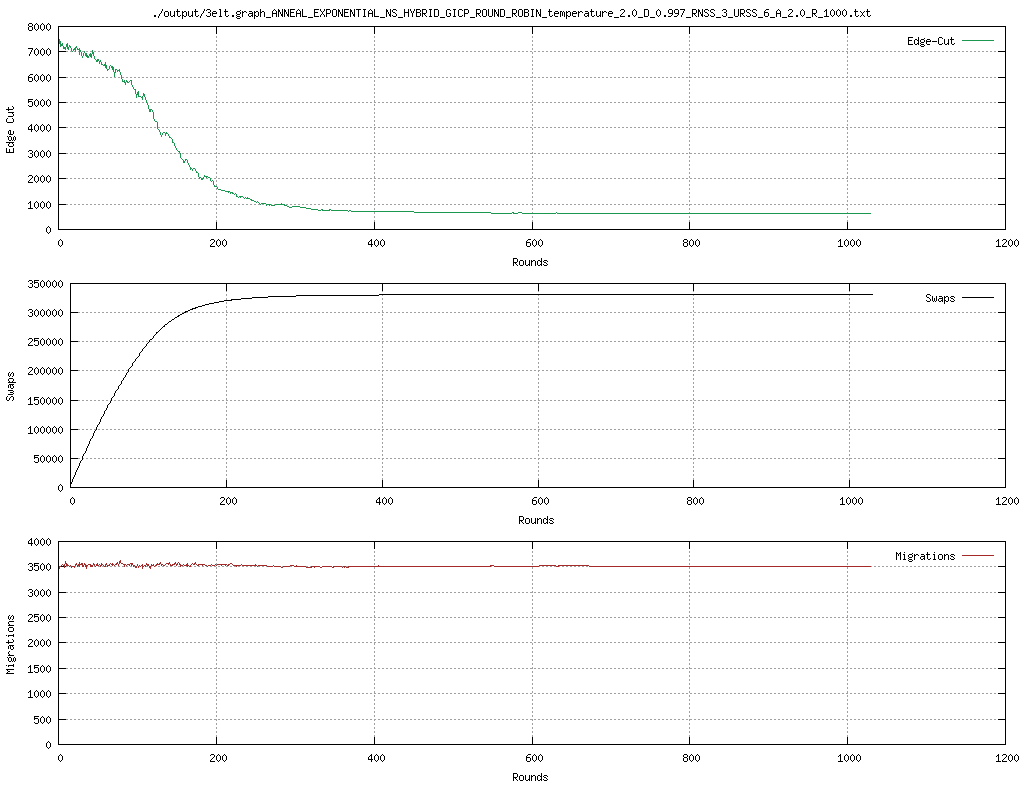 ./output/3elt.graph_ANNEAL_EXPONENTIAL_NS_HYBRID_GICP_ROUND_ROBIN_temperature_2.0_D_0.997_RNSS_3_URSS_6_A_2.0_R_1000.txt
8000
7000
6000
5000
4000
3000
2000
1000
0
Edge Cut
Edge-Cut
0 200 400 600 800 1000 1200
Rounds
350000
300000
250000
200000
150000
100000
50000
0
Swaps
Swaps
0 200 400 600 800 1000 1200
Rounds
4000
3500
3000
2500
2000
1500
1000
500
0
Migrations
Migrations
0 200 400 600 800 1000 1200
Rounds